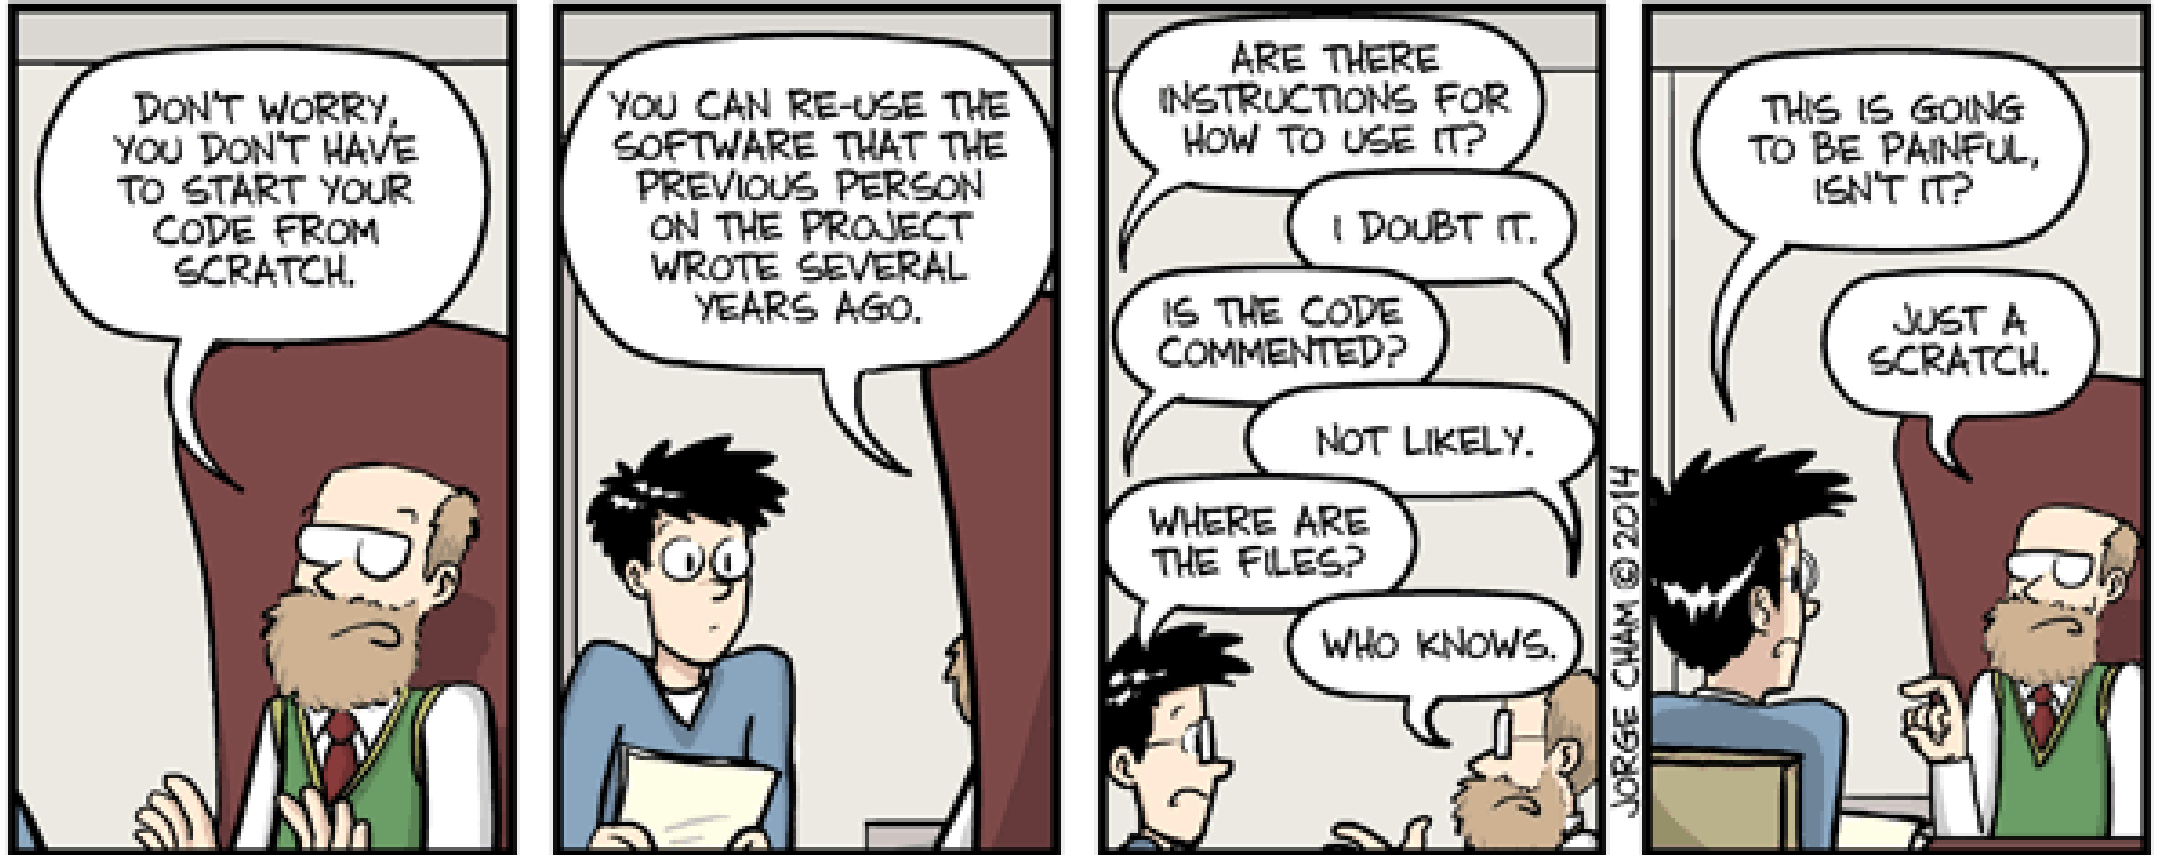 DON'T WORRY,
YOU DON'T HAVE
TO START YOUR
CODE FROM
SCRATCH.
YOU CAN RE-USE THE
SOFTWARE THAT THE
PREVIOUS PERSON
ON THE PROJECT
WROTE SEVERAL
YEARS AGO.
ARE THERE
INSTRUCTIONS FOR
HOW TO USE IT?
I DOUBT IT.
IS THE CODE
COMMENTED?
NOT LIKELY.
WHERE ARE
THE FILES?
WHO KNOWS.
JORGE CHAM © 2014
THIS IS GOING
TO BE PAINFUL,
ISN'T IT?
JUST A
SCRATCH.